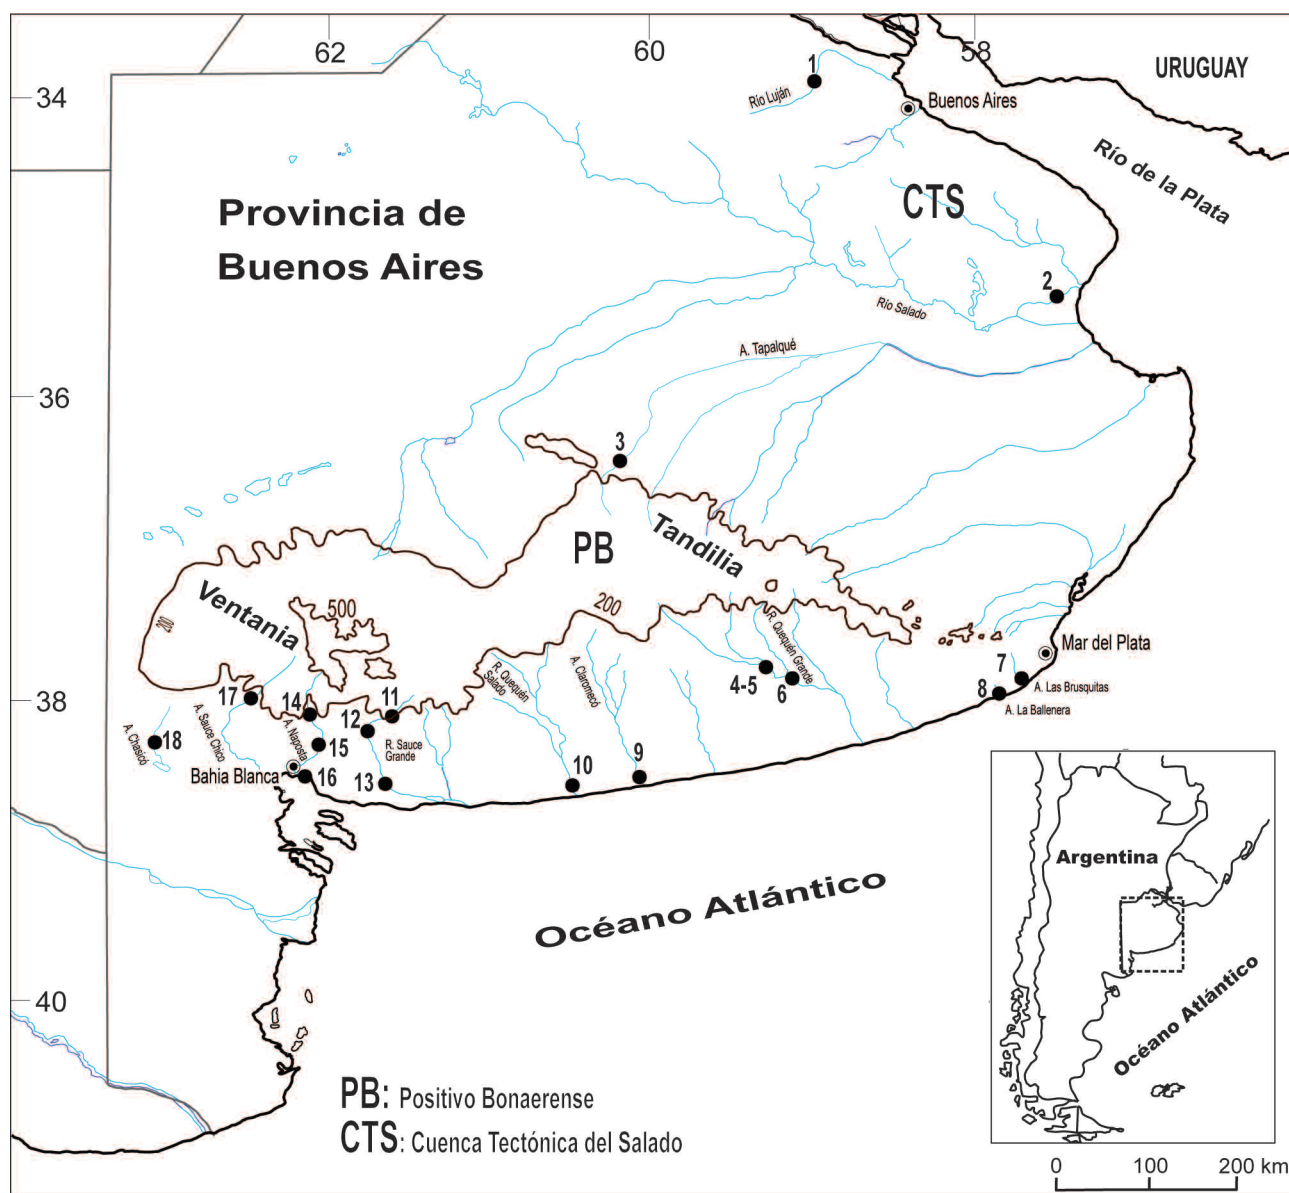 62
60
58
1
URUGUAY
34
Río Luján
Buenos Aires
Río de la Plata
CTS
Provincia de
Buenos Aires
2
Río Salado
A. Tapalqué
36
3
PB
Tandilia
Ventania
500
200
200
R. Quequén Grande
R. Quequén
Salado
A. Claromecó
Mar del Plata
7
4-5
6
A. Las Brusquitas
8
A. La Ballenera
38
17
14
11
12
A. Sauce Chico
A. Naposta
18
A. Chasicó
15
R. Sauce
Grande
9
Bahia Blanca
16
13
10
Argentina
Océano Atlántico
Océano Atlántico
40
PB: Positivo Bonaerense
CTS: Cuenca Tectónica del Salado
0 100 200 km